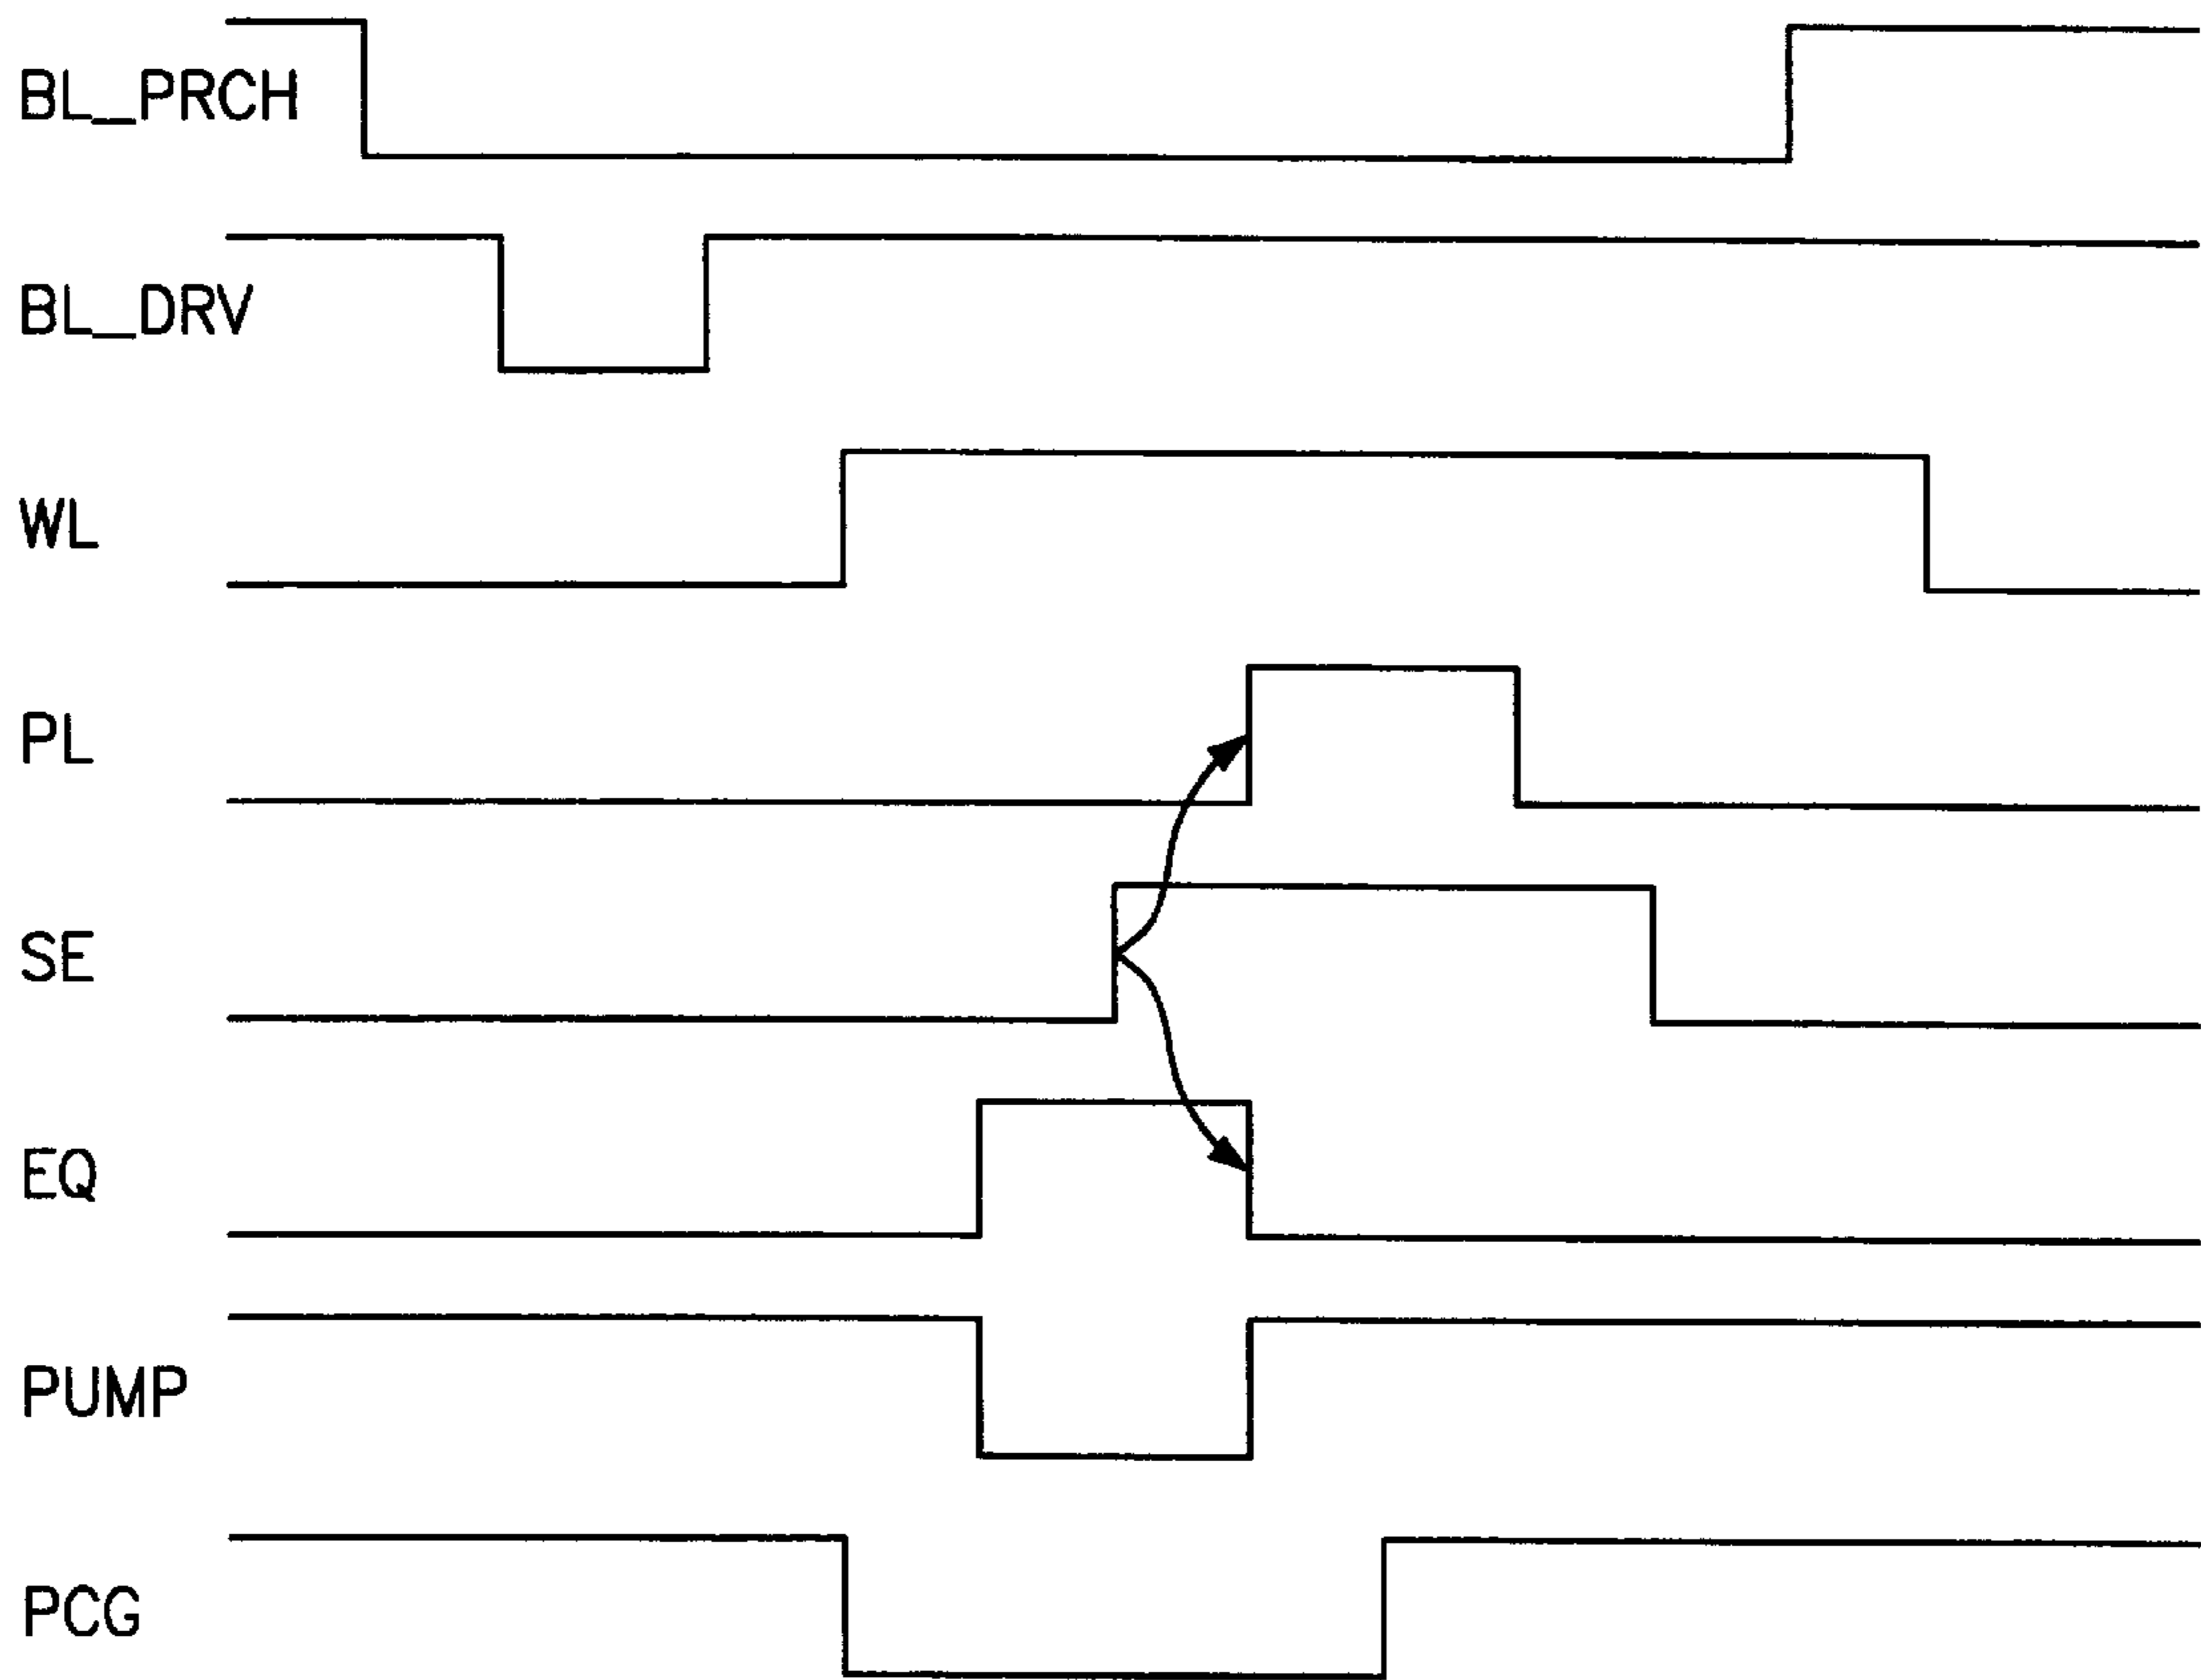 BL_PRCH
BL_DRV
WL
PL
SE
EQ
PUMP
PCG